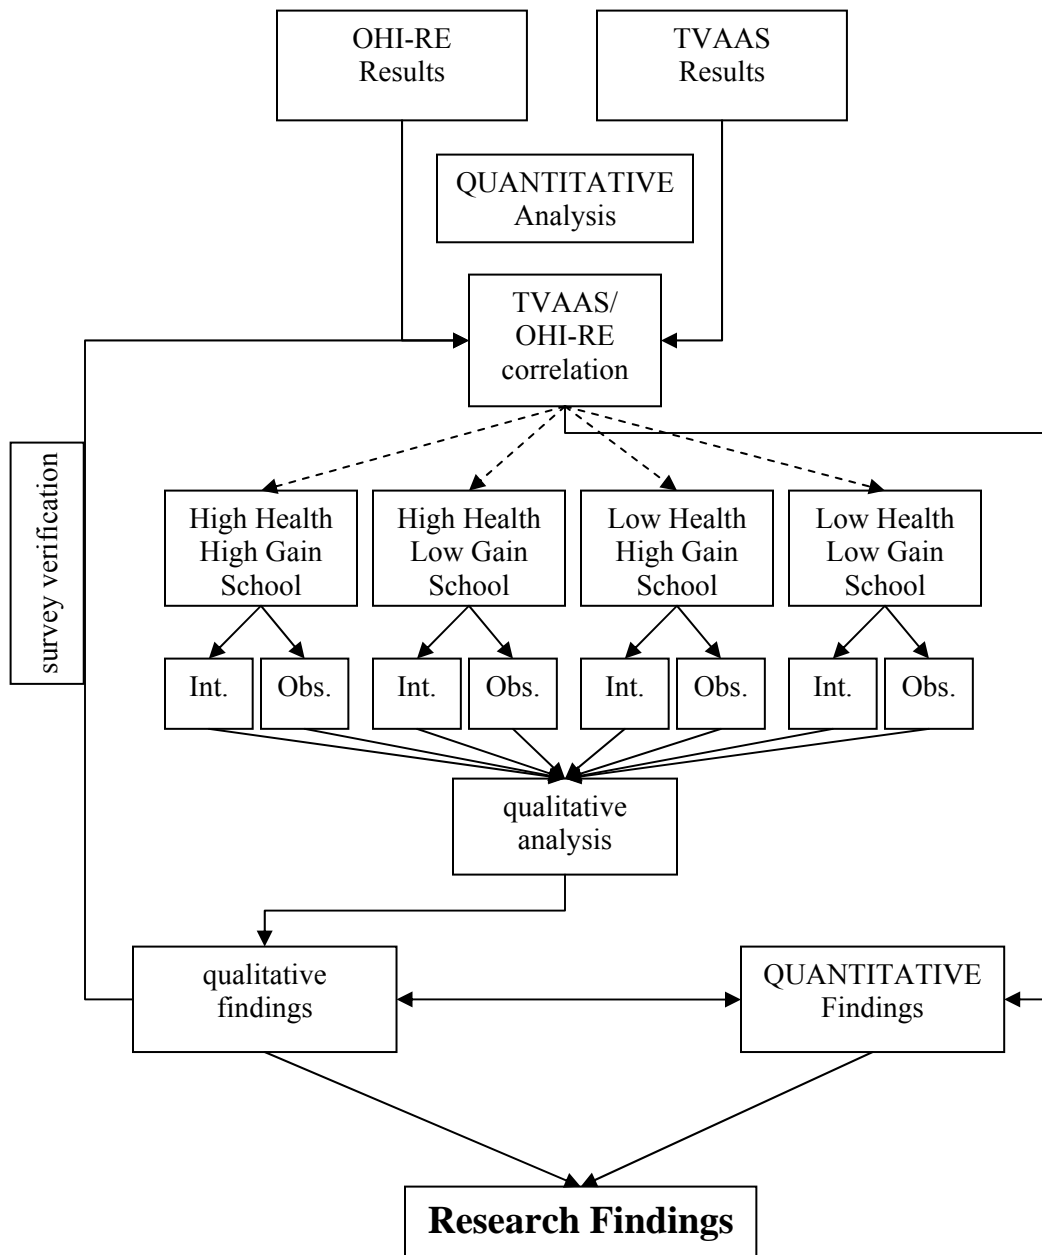 OHI-RE
Results
TVAAS
Results
QUANTITATIVE
Analysis
TVAAS/
OHI-RE
correlation
survey verification
High Health
High Gain
School
High Health
Low Gain
School
Low Health
High Gain
School
Low Health
Low Gain
School
Int.
Obs.
Int.
Obs.
Int.
Obs.
Int.
Obs.
qualitative
analysis
qualitative
findings
QUANTITATIVE
Findings
Research Findings